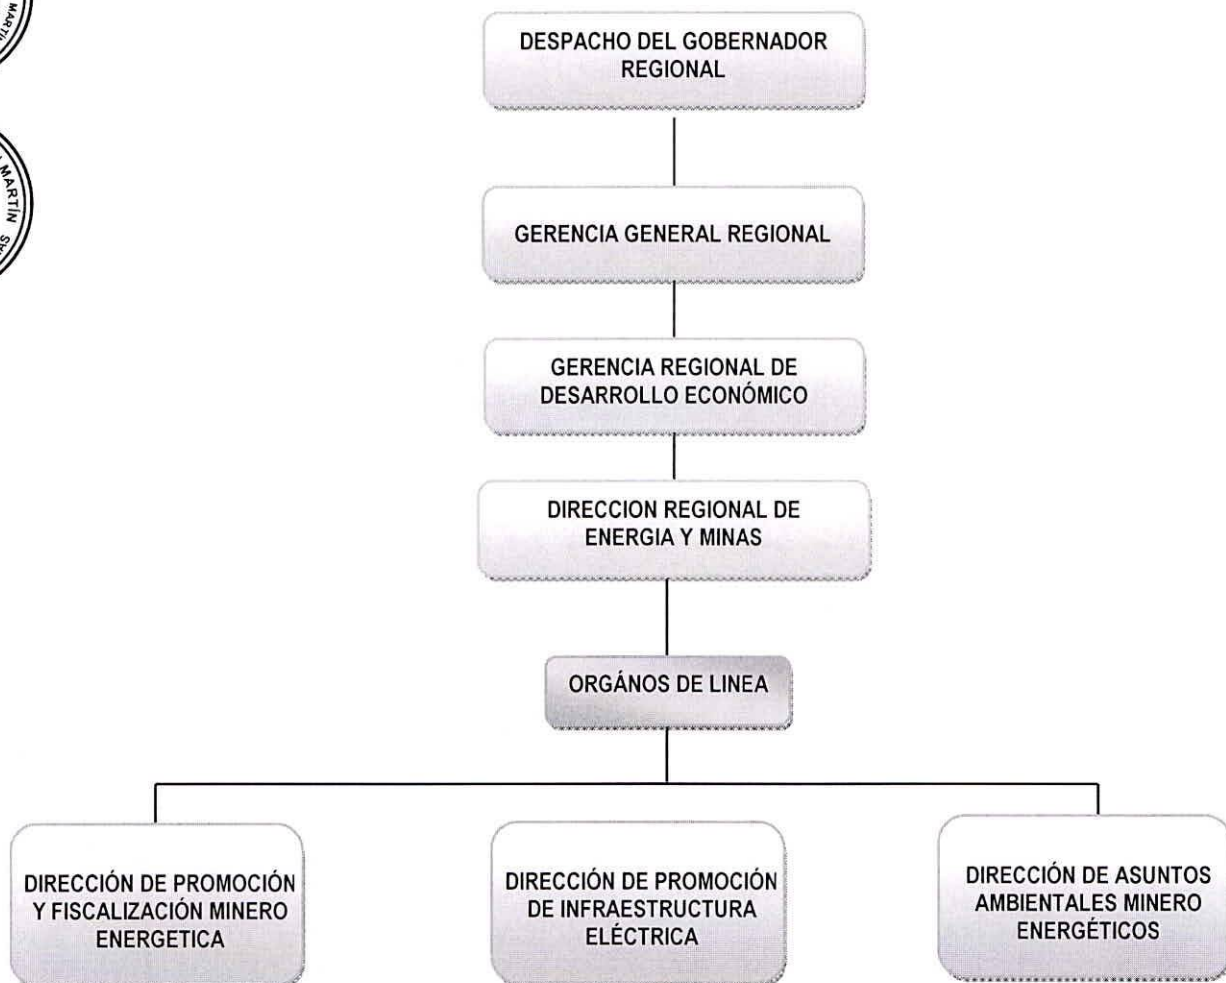 MARTÍN
MARTÍN
DESPACHO DEL GOBERNADOR
REGIONAL
GERENCIA GENERAL REGIONAL
GERENCIA REGIONAL DE
DESARROLLO ECONÓMICO
DIRECCION REGIONAL DE
ENERGIA Y MINAS
ORGÁNOS DE LINEA
DIRECCIÓN DE PROMOCIÓN
Y FISCALIZACIÓN MINERO
ENERGETICA
DIRECCIÓN DE PROMOCIÓN
DE INFRAESTRUCTURA
ELÉCTRICA
DIRECCIÓN DE ASUNTOS
AMBIENTALES MINERO
ENERGÉTICOS